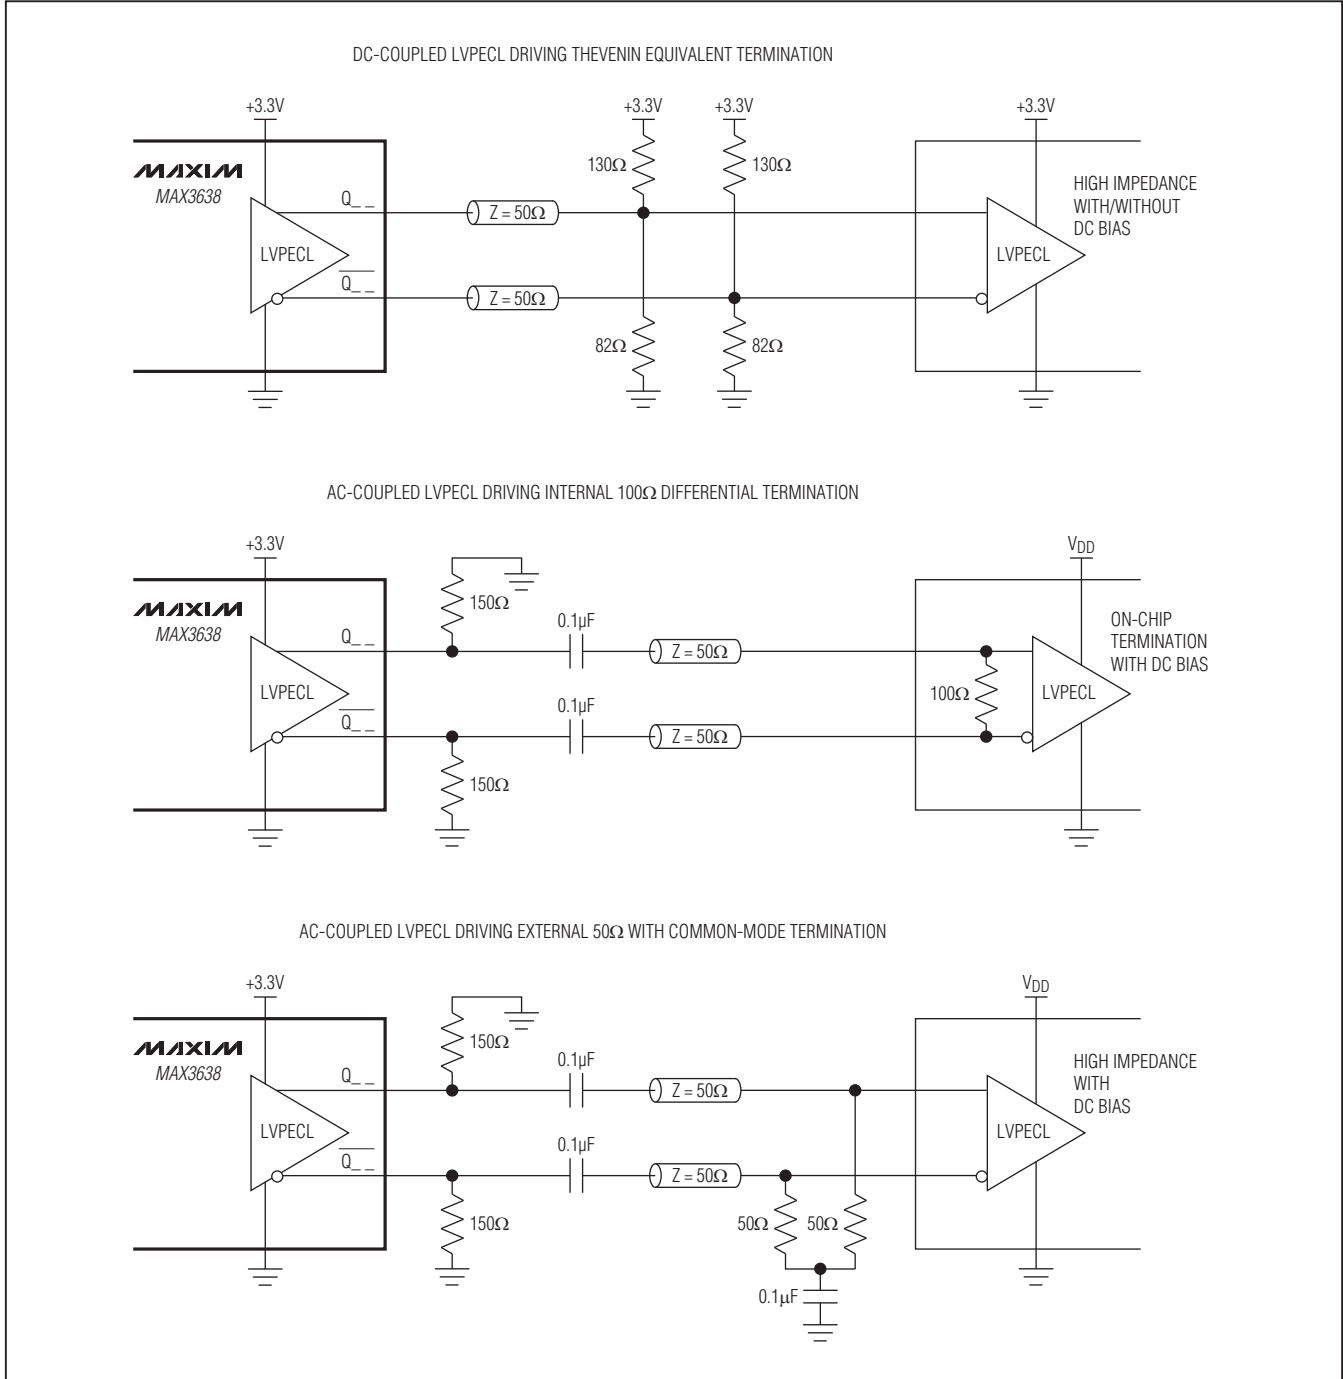 DC-COUPLED LVPECL DRIVING THEVENIN EQUIVALENT TERMINATION
+3.3V
+3.3V
+3.3V
+3.3V
MAXIM
MAX3638
130Ω
130Ω
HIGH IMPEDANCE
WITH/WITHOUT
DC BIAS
Q_ _
Z = 50Ω
LVPECL
LVPECL
Q_ _
Z = 50Ω
82Ω
82Ω
AC-COUPLED LVPECL DRIVING INTERNAL 100Ω DIFFERENTIAL TERMINATION
+3.3V
VDD
MAXIM
MAX3638
150Ω
0.1µF
ON-CHIP
TERMINATION
WITH DC BIAS
Q_ _
Z = 50Ω
LVPECL
100Ω
LVPECL
0.1µF
Q_ _
Z = 50Ω
150Ω
AC-COUPLED LVPECL DRIVING EXTERNAL 50Ω WITH COMMON-MODE TERMINATION
+3.3V
VDD
MAXIM
MAX3638
150Ω
0.1µF
HIGH IMPEDANCE
WITH
DC BIAS
Q_ _
Z = 50Ω
LVPECL
LVPECL
0.1µF
Q_ _
Z = 50Ω
150Ω
50Ω
50Ω
0.1µF